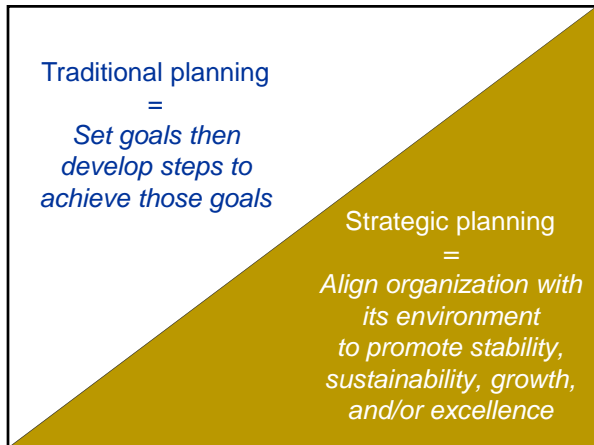 Traditional planning
=
Set goals then
develop steps to
achieve those goals
Strategic planning
=
Align organization with
its environment
to promote stability,
sustainability, growth,
and/or excellence